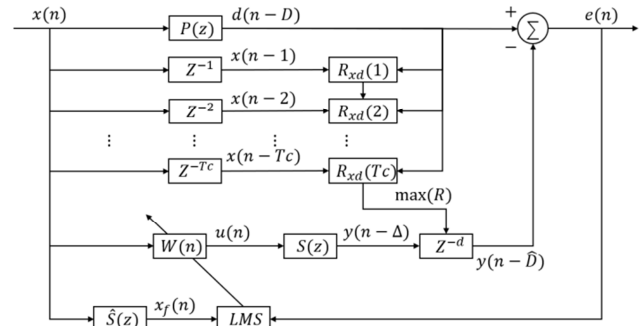 x(n) P(z) d(n − D) + Σ e(n)
−
Z⁻¹ x(n − 1) R_xd(1)
Z⁻² x(n − 2) R_xd(2)
⋮ ⋮ ⋮ ⋮
Z^−Tc x(n − Tc) R_xd(Tc)
max(R)
W(n) u(n) S(z) y(n − Δ) Z^−d
y(n − D̂)
Ŝ(z) x_f(n) LMS